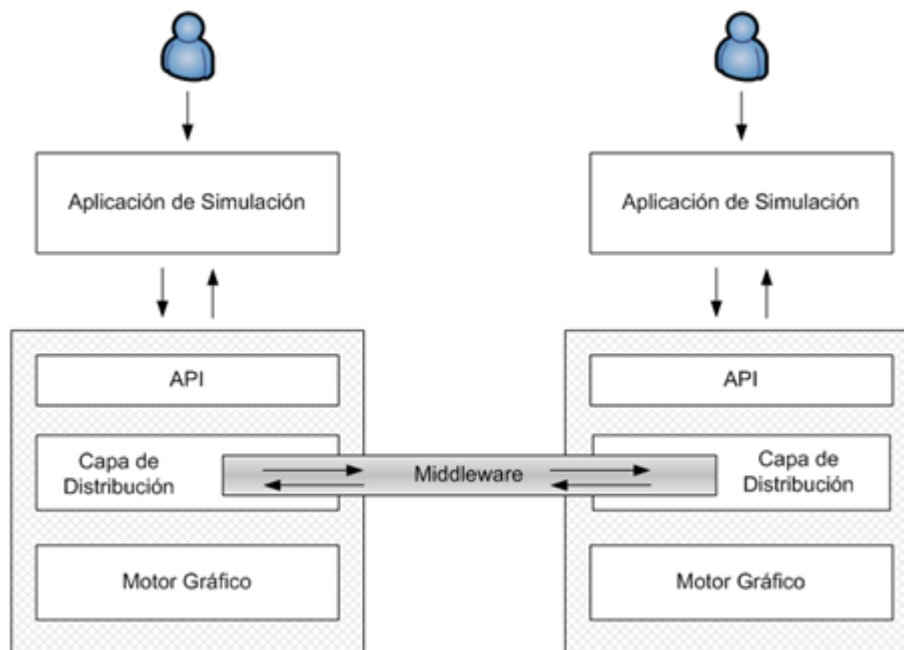 Aplicación de Simulación
Aplicación de Simulación
API
API
Capa de
Distribución
Middleware
Capa de
Distribución
Motor Gráfico
Motor Gráfico